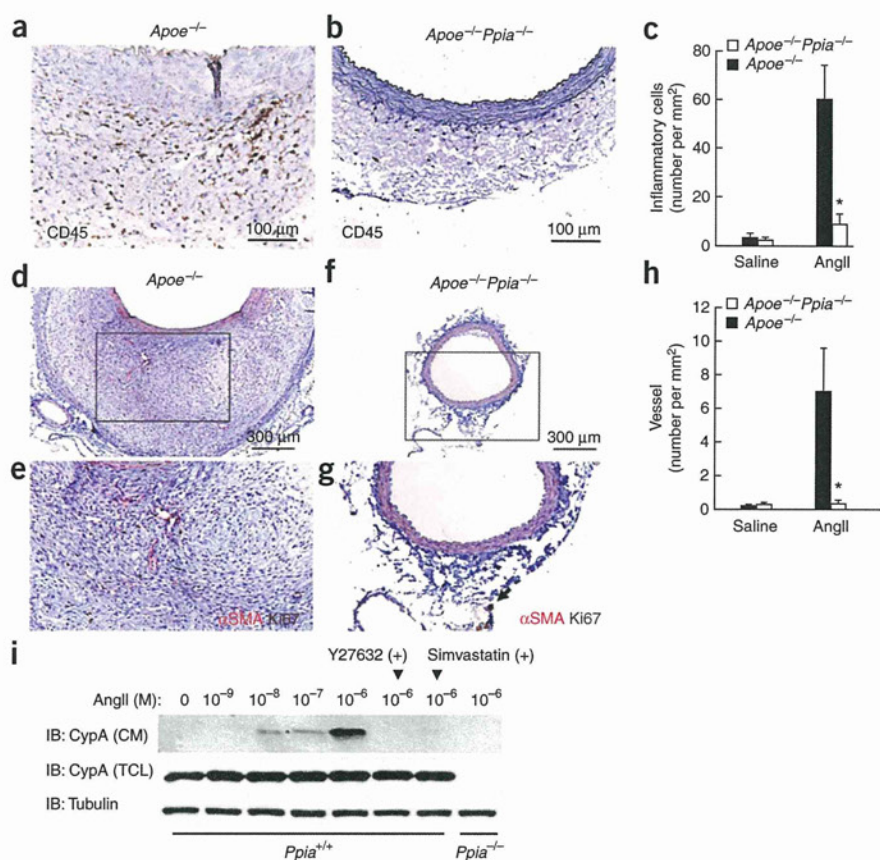 a
Apoe−/−
CD45
100 μm
b
Apoe−/−Ppia−/−
CD45
100 μm
c
Apoe−/−Ppia−/−
Apoe−/−
Inflammatory cells
(number per mm²)
80
60
40
20
0
Saline
AngII
*
d
Apoe−/−
300 μm
f
Apoe−/−Ppia−/−
300 μm
h
Apoe−/−Ppia−/−
Apoe−/−
Vessel
(number per mm²)
12
10
8
6
4
2
0
Saline
AngII
*
e
αSMA Ki67
g
αSMA Ki67
i
Y27632 (+)
Simvastatin (+)
AngII (M): 0 10⁻⁹ 10⁻⁸ 10⁻⁷ 10⁻⁶ 10⁻⁶ 10⁻⁶ 10⁻⁶
IB: CypA (CM)
IB: CypA (TCL)
IB: Tubulin
Ppia+/+ Ppia−/−